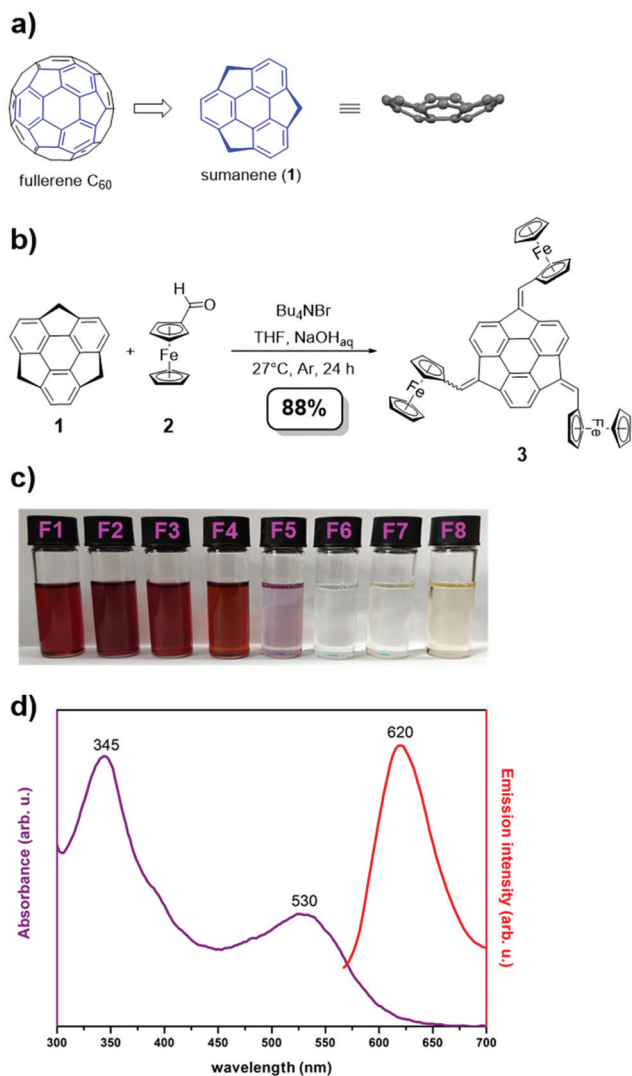 a)
fullerene C₆₀
sumanene (1)
b)
H
O
Fe
1
+
2
Bu₄NBr
THF, NaOHaq
27°C, Ar, 24 h
88%
Fe
Fe
Fe
3
c)
F1 F2 F3 F4 F5 F6 F7 F8
d)
345
530
620
Absorbance (arb. u.)
Emission intensity (arb. u.)
300 350 400 450 500 550 600 650 700
wavelength (nm)